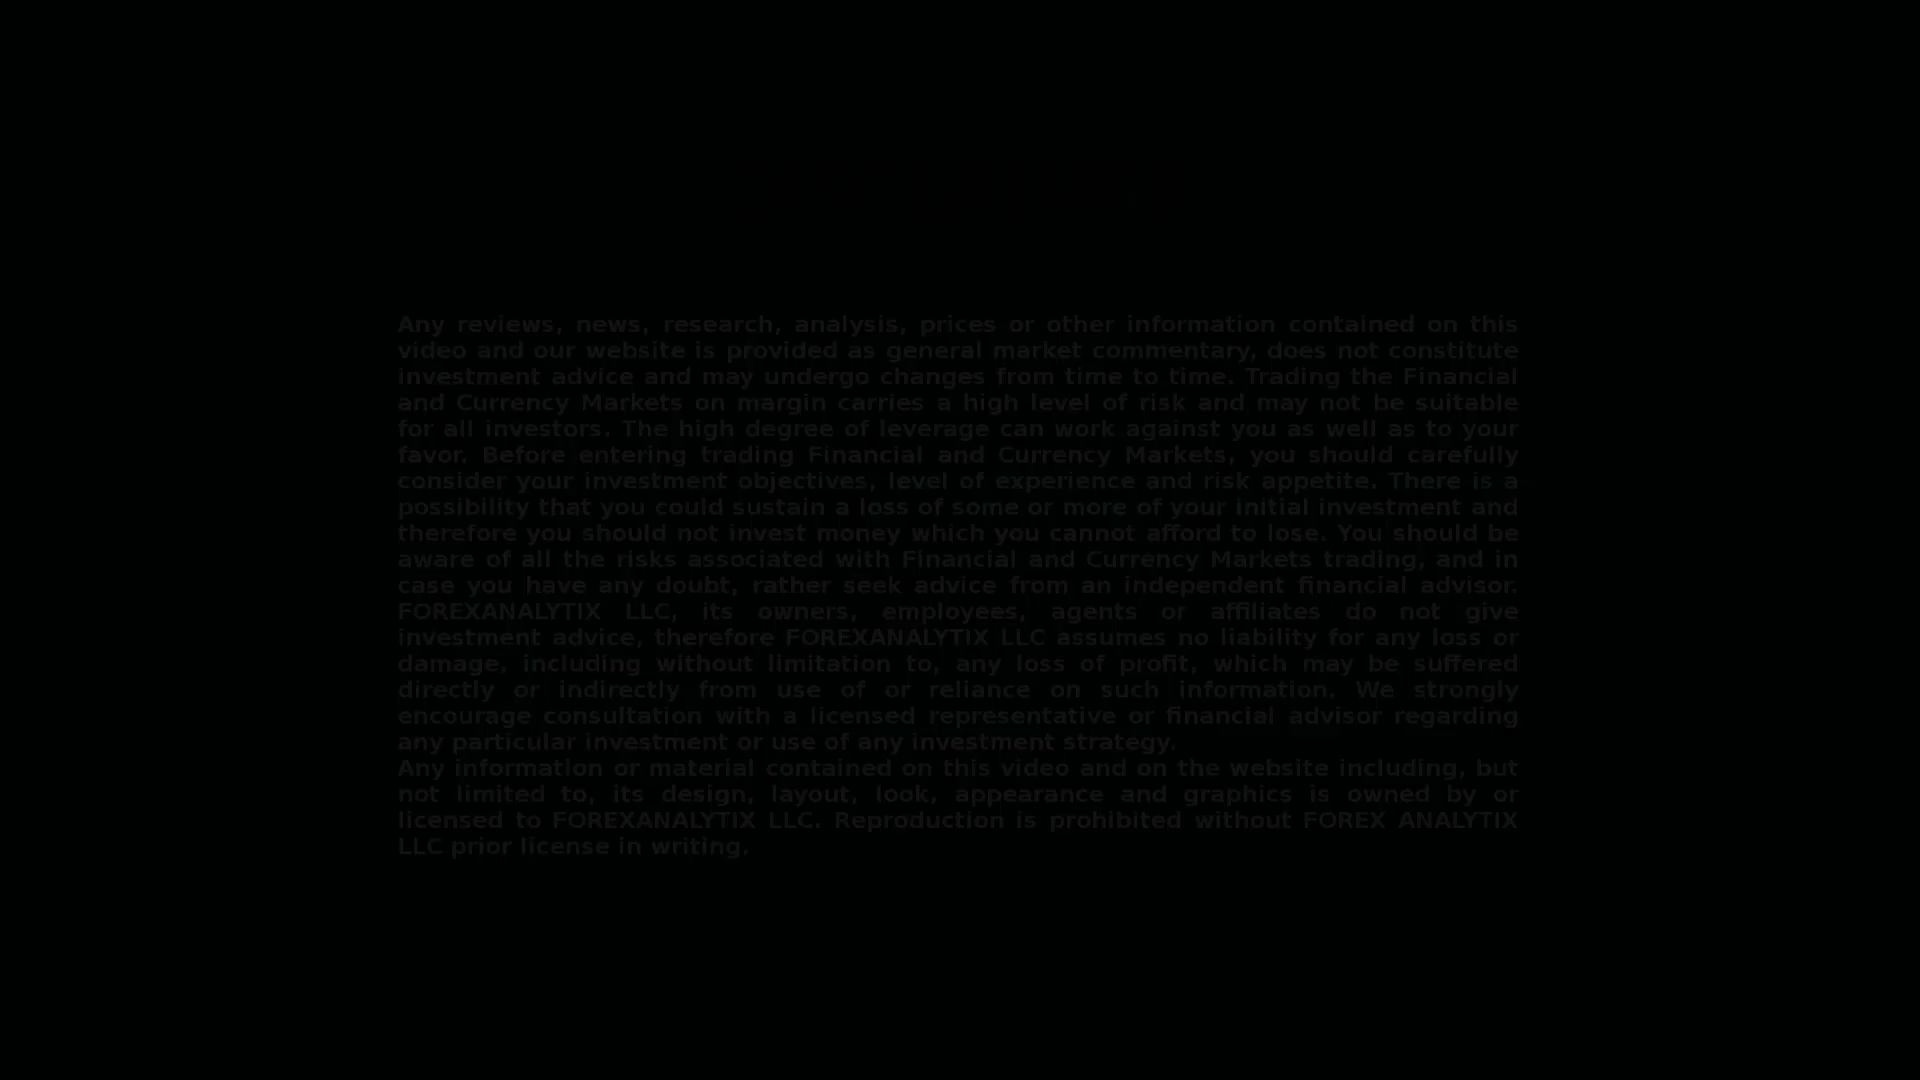 Any reviews, news, research, analysis, prices or other information contained on this
video and our website is provided as general market commentary, does not constitute
investment advice and may undergo changes from time to time. Trading the Financial
and Currency Markets on margin carries a high level of risk and may not be suitable
for all investors. The high degree of leverage can work against you as well as to your
favor. Before entering trading Financial and Currency Markets, you should carefully
consider your investment objectives, level of experience and risk appetite. There is a
possibility that you could sustain a loss of some or more of your initial investment and
therefore you should not invest money which you cannot afford to lose. You should be
aware of all the risks associated with Financial and Currency Markets trading, and in
case you have any doubt, rather seek advice from an independent financial advisor.
FOREXANALYTIX LLC, its owners, employees, agents or affiliates do not give
investment advice, therefore FOREXANALYTIX LLC assumes no liability for any loss or
damage, including without limitation to, any loss of profit, which may be suffered
directly or indirectly from use of or reliance on such information. We strongly
encourage consultation with a licensed representative or financial advisor regarding
any particular investment or use of any investment strategy.
Any information or material contained on this video and on the website including, but
not limited to, its design, layout, look, appearance and graphics is owned by or
licensed to FOREXANALYTIX LLC. Reproduction is prohibited without FOREX ANALYTIX
LLC prior license in writing.